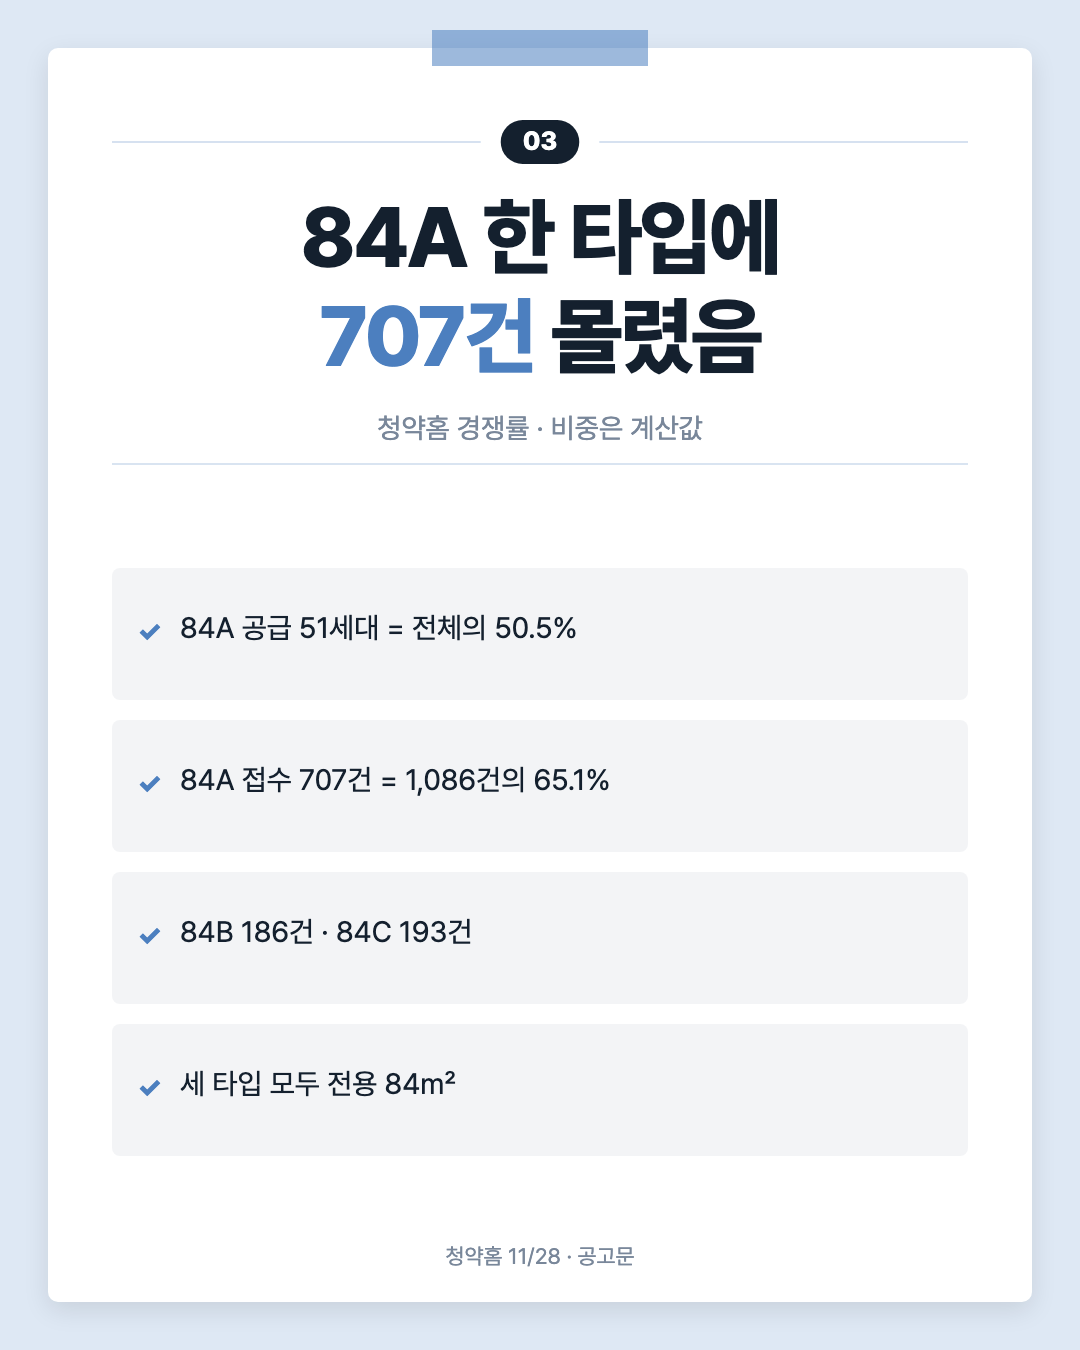 03
84A 한 타입에
707건 몰렸음
청약홈 경쟁률 · 비중은 계산값
84A 공급 51세대 = 전체의 50.5%
84A 접수 707건 = 1,086건의 65.1%
84B 186건 · 84C 193건
세 타입 모두 전용 84m²
청약홈 11/28 · 공고문